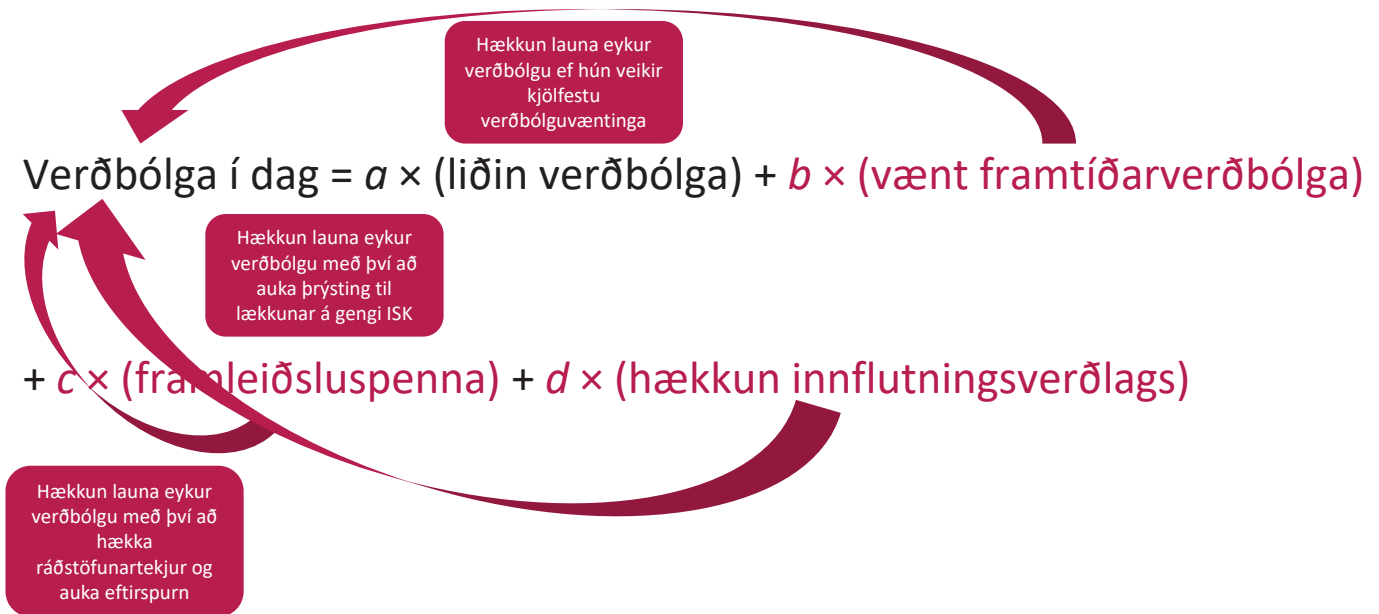 Hækkun launa eykur
verðbólgu ef hún veikir
kjölfestu
verðbólguvæntinga
Verðbólga í dag = a × (liðin verðbólga) + b × (vænt framtíðarverðbólga)
Hækkun launa eykur
verðbólgu með því að
auka þrýsting til
lækkunar á gengi ISK
+ c × (framleiðsluspenna) + d × (hækkun innflutningsverðlags)
Hækkun launa eykur
verðbólgu með því að
hækka
ráðstöfunartekjur og
auka eftirspurn